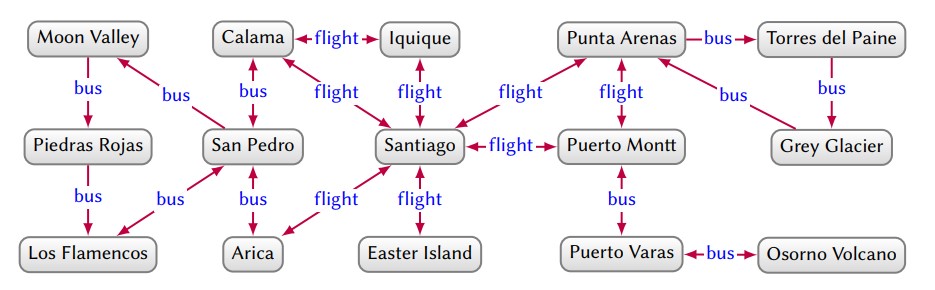 Moon Valley
Calama
flight
Iquique
Punta Arenas
bus
Torres del Paine
bus
bus
bus
flight
flight
flight
flight
bus
bus
Piedras Rojas
San Pedro
Santiago
flight
Puerto Montt
Grey Glacier
bus
bus
bus
flight
flight
bus
Los Flamencos
Arica
Easter Island
Puerto Varas
bus
Osorno Volcano